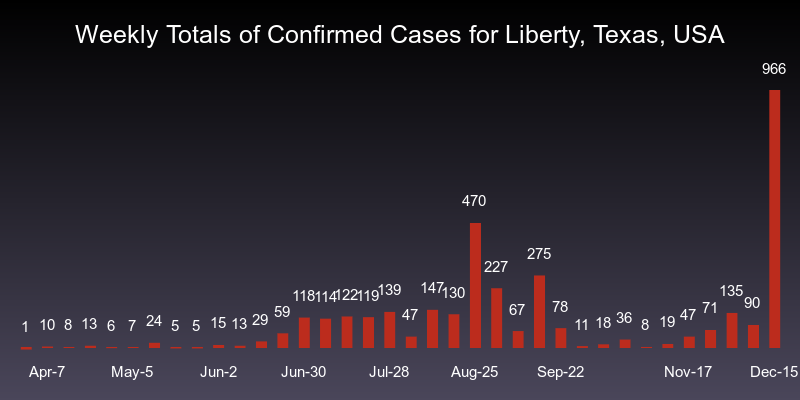 Weekly Totals of Confirmed Cases for Liberty, Texas, USA
1 10 8 13 6 7 24 5 5 15 13 29 59 118 114 122 119 139 47 147 130 470 227 67 275 78 11 18 36 8 19 47 71 135 90 966
Apr-7 May-5 Jun-2 Jun-30 Jul-28 Aug-25 Sep-22 Nov-17 Dec-15